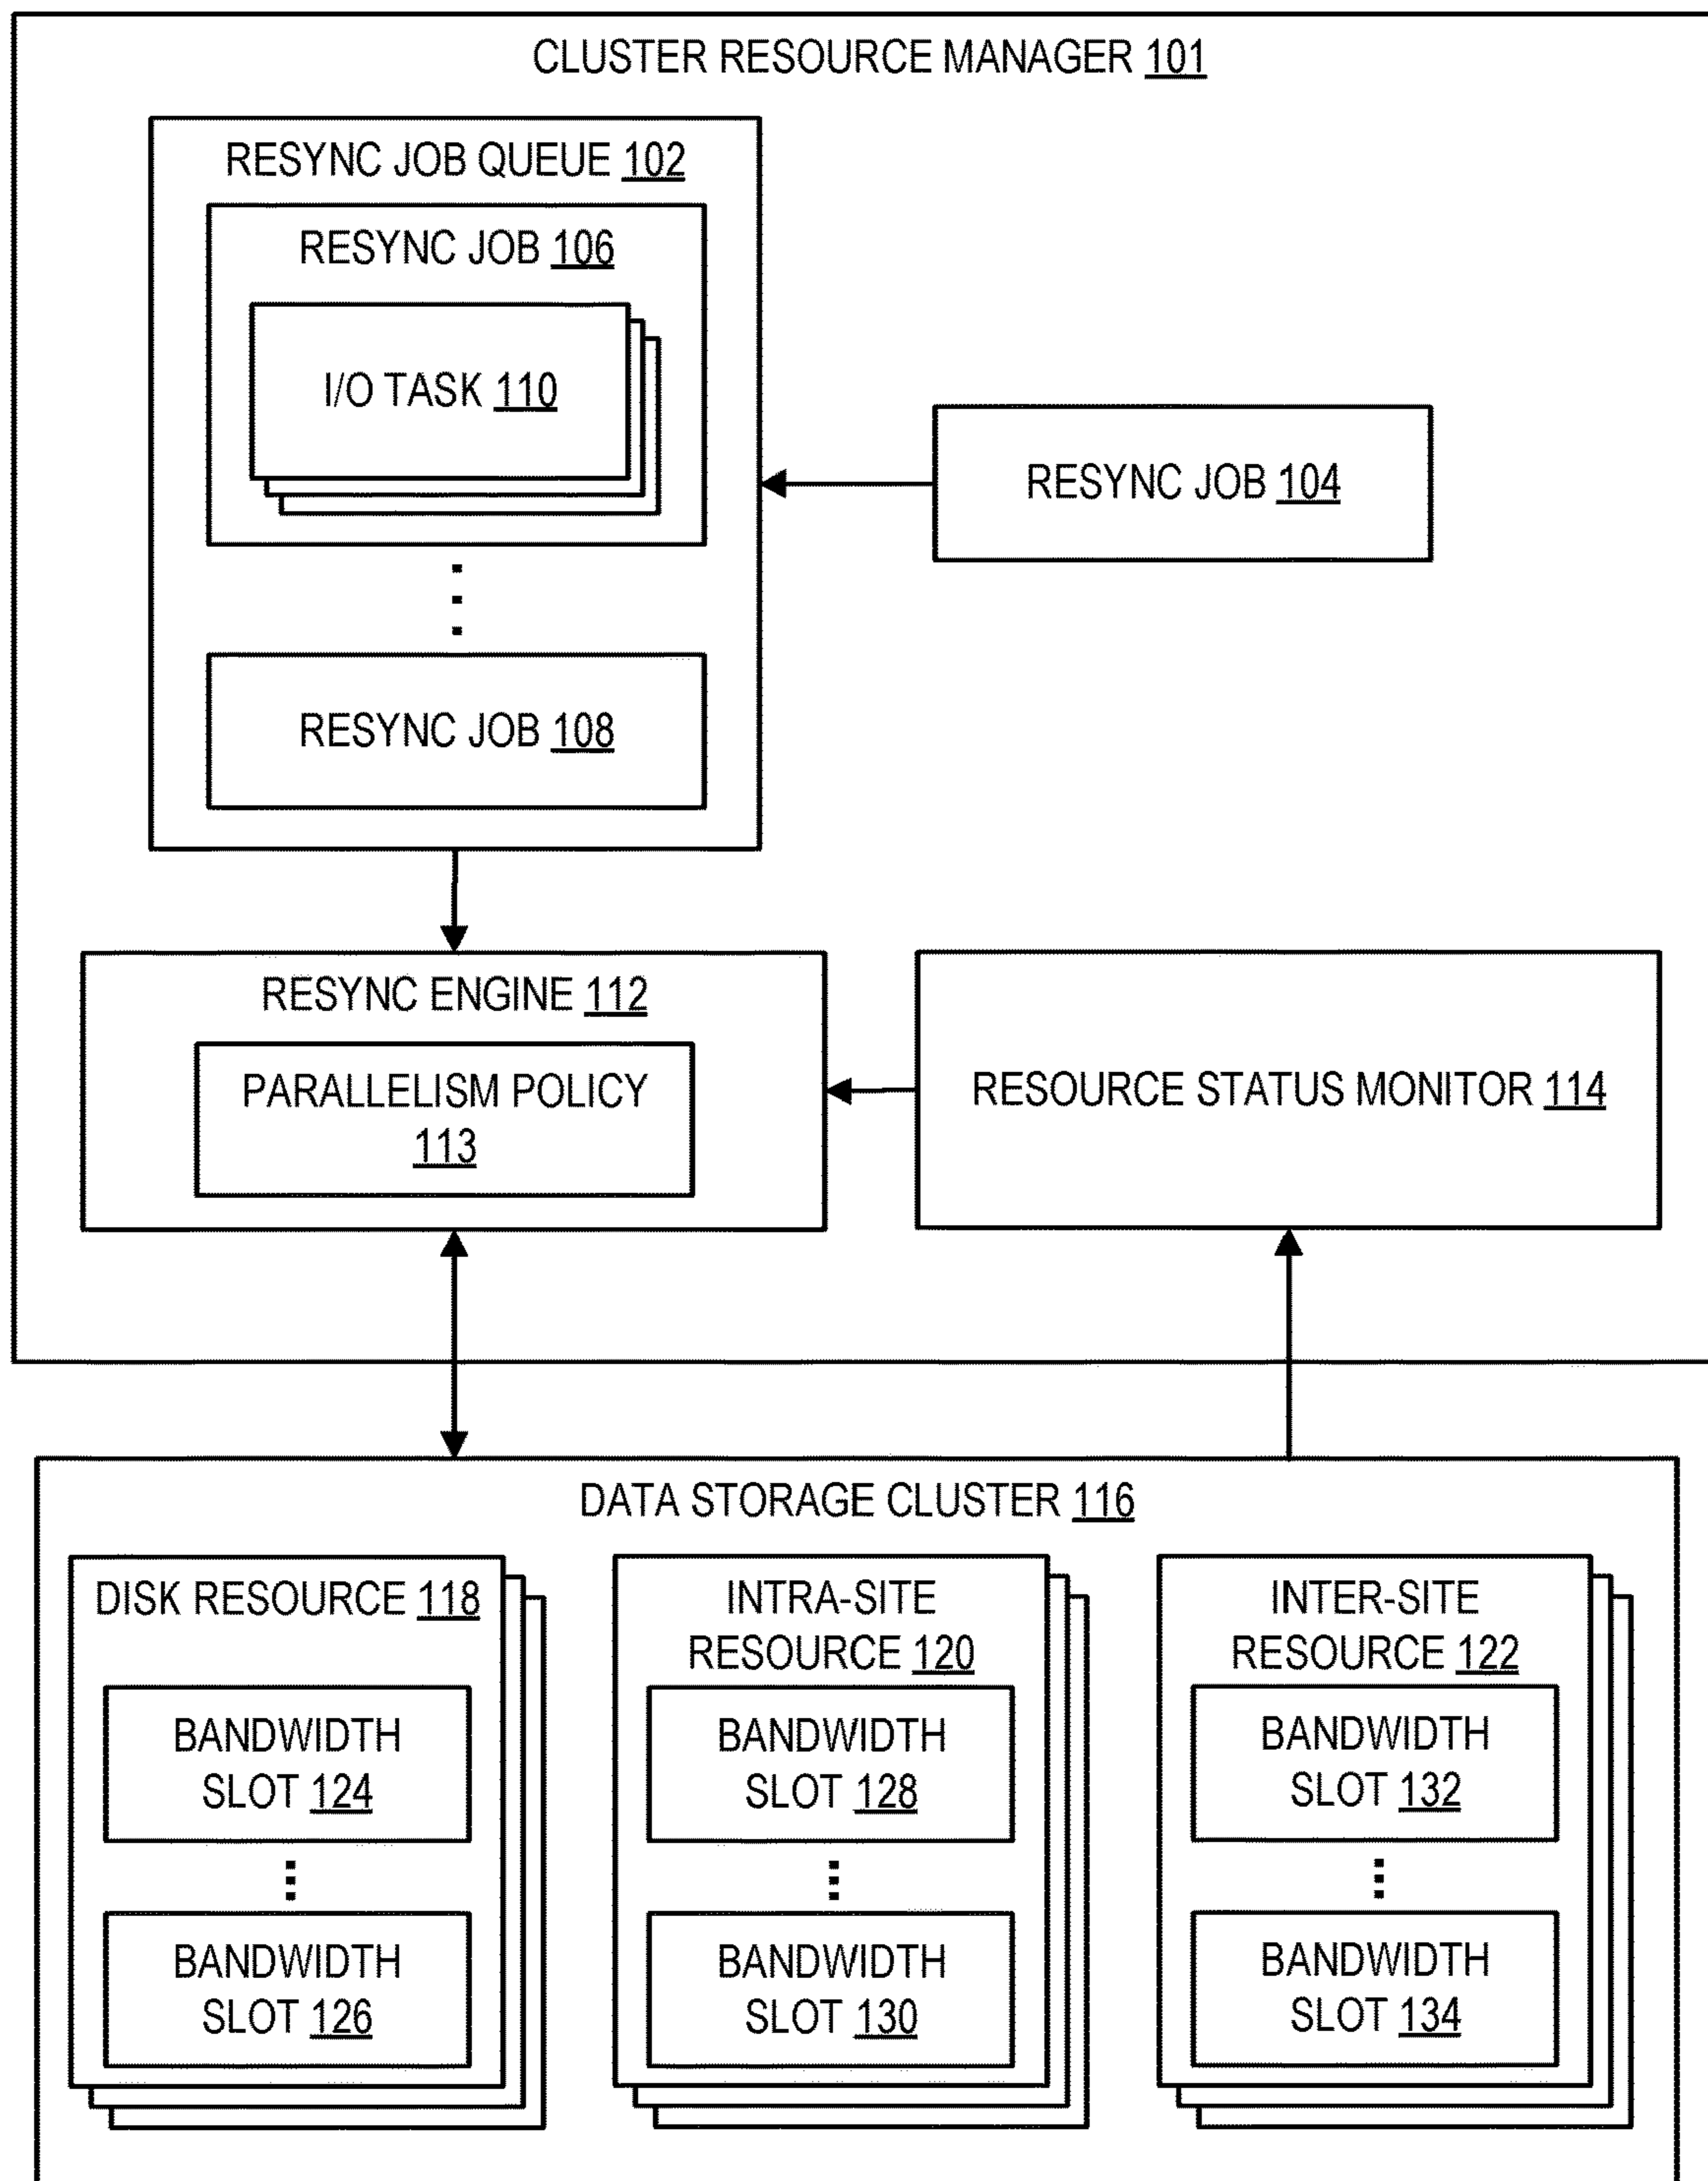 CLUSTER RESOURCE MANAGER 101
RESYNC JOB QUEUE 102
RESYNC JOB 106
I/O TASK 110
RESYNC JOB 104
RESYNC JOB 108
RESYNC ENGINE 112
PARALLELISM POLICY
113
RESOURCE STATUS MONITOR 114
DATA STORAGE CLUSTER 116
DISK RESOURCE 118
BANDWIDTH
SLOT 124
BANDWIDTH
SLOT 126
INTRA-SITE
RESOURCE 120
BANDWIDTH
SLOT 128
BANDWIDTH
SLOT 130
INTER-SITE
RESOURCE 122
BANDWIDTH
SLOT 132
BANDWIDTH
SLOT 134